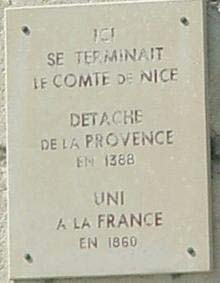 ICI
SE TERMINAIT
LE COMTE DE NICE
DETACHE
DE LA PROVENCE
EN 1388
UNI
A LA FRANCE
EN 1860